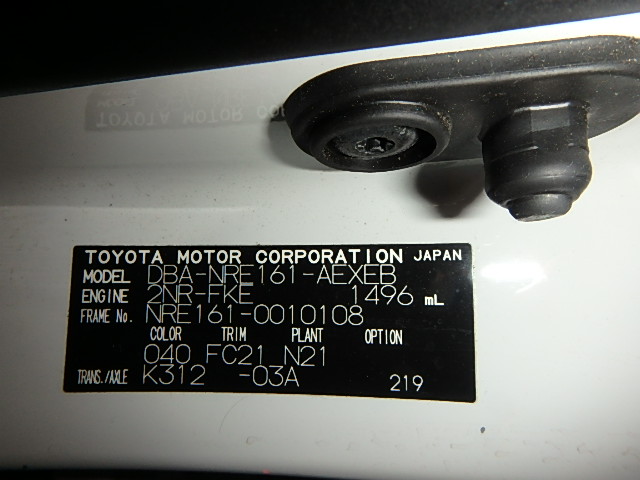 TOYOTA MOTOR CORPORATION JAPAN
MODEL DBA-NRE161-AEXEB
ENGINE 2NR-FKE 1496 mL
FRAME No. NRE161-0010108
COLOR TRIM PLANT OPTION
040 FC21 N21
TRANS./AXLE K312 -03A 219